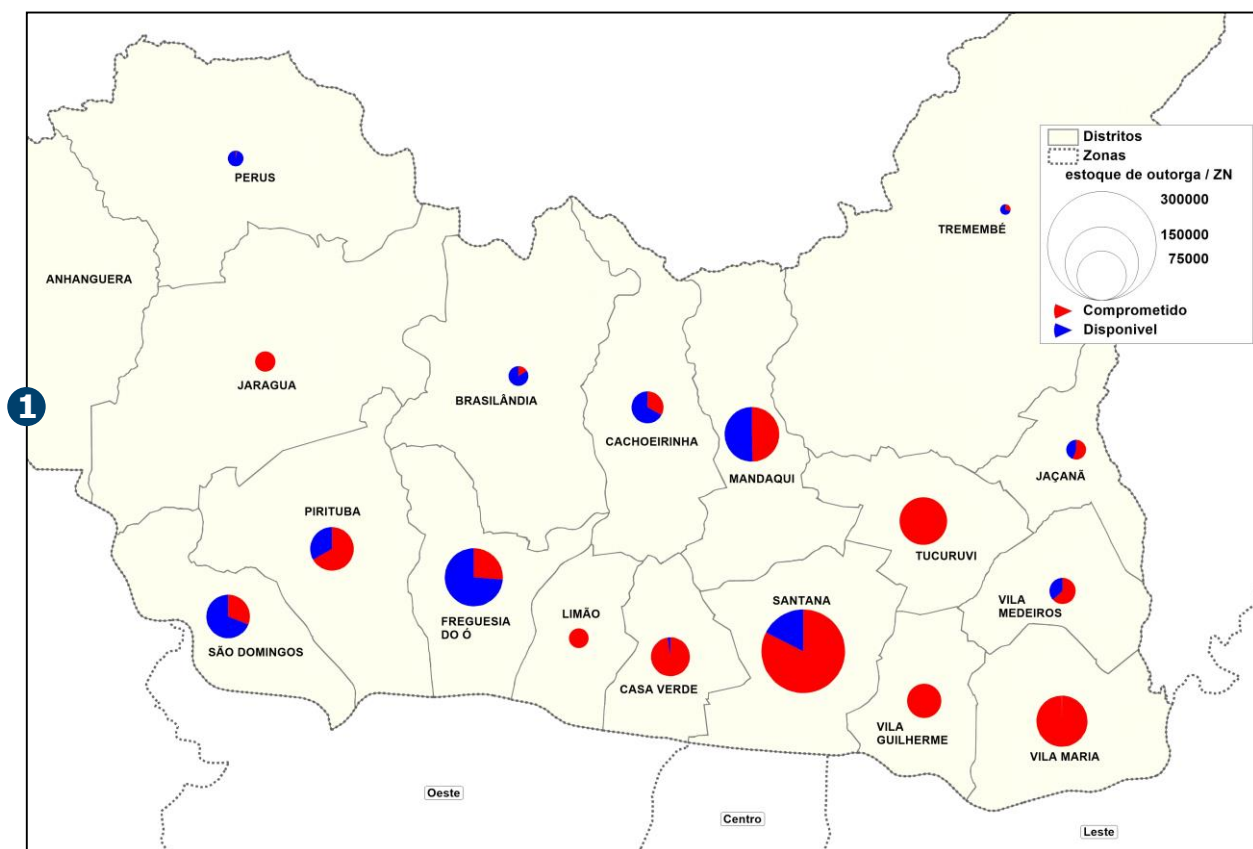 Distritos
Zonas
estoque de outorga / ZN
300000
150000
75000
Comprometido
Disponivel
PERUS
TREMEMBÉ
ANHANGUERA
JARAGUA
BRASILÂNDIA
1
CACHOEIRINHA
MANDAQUI
JAÇANÃ
PIRITUBA
TUCURUVI
SANTANA
VILA
MEDEIROS
LIMÃO
FREGUESIA
DO Ó
SÃO DOMINGOS
CASA VERDE
VILA
GUILHERME
VILA MARIA
Oeste
Centro
Leste